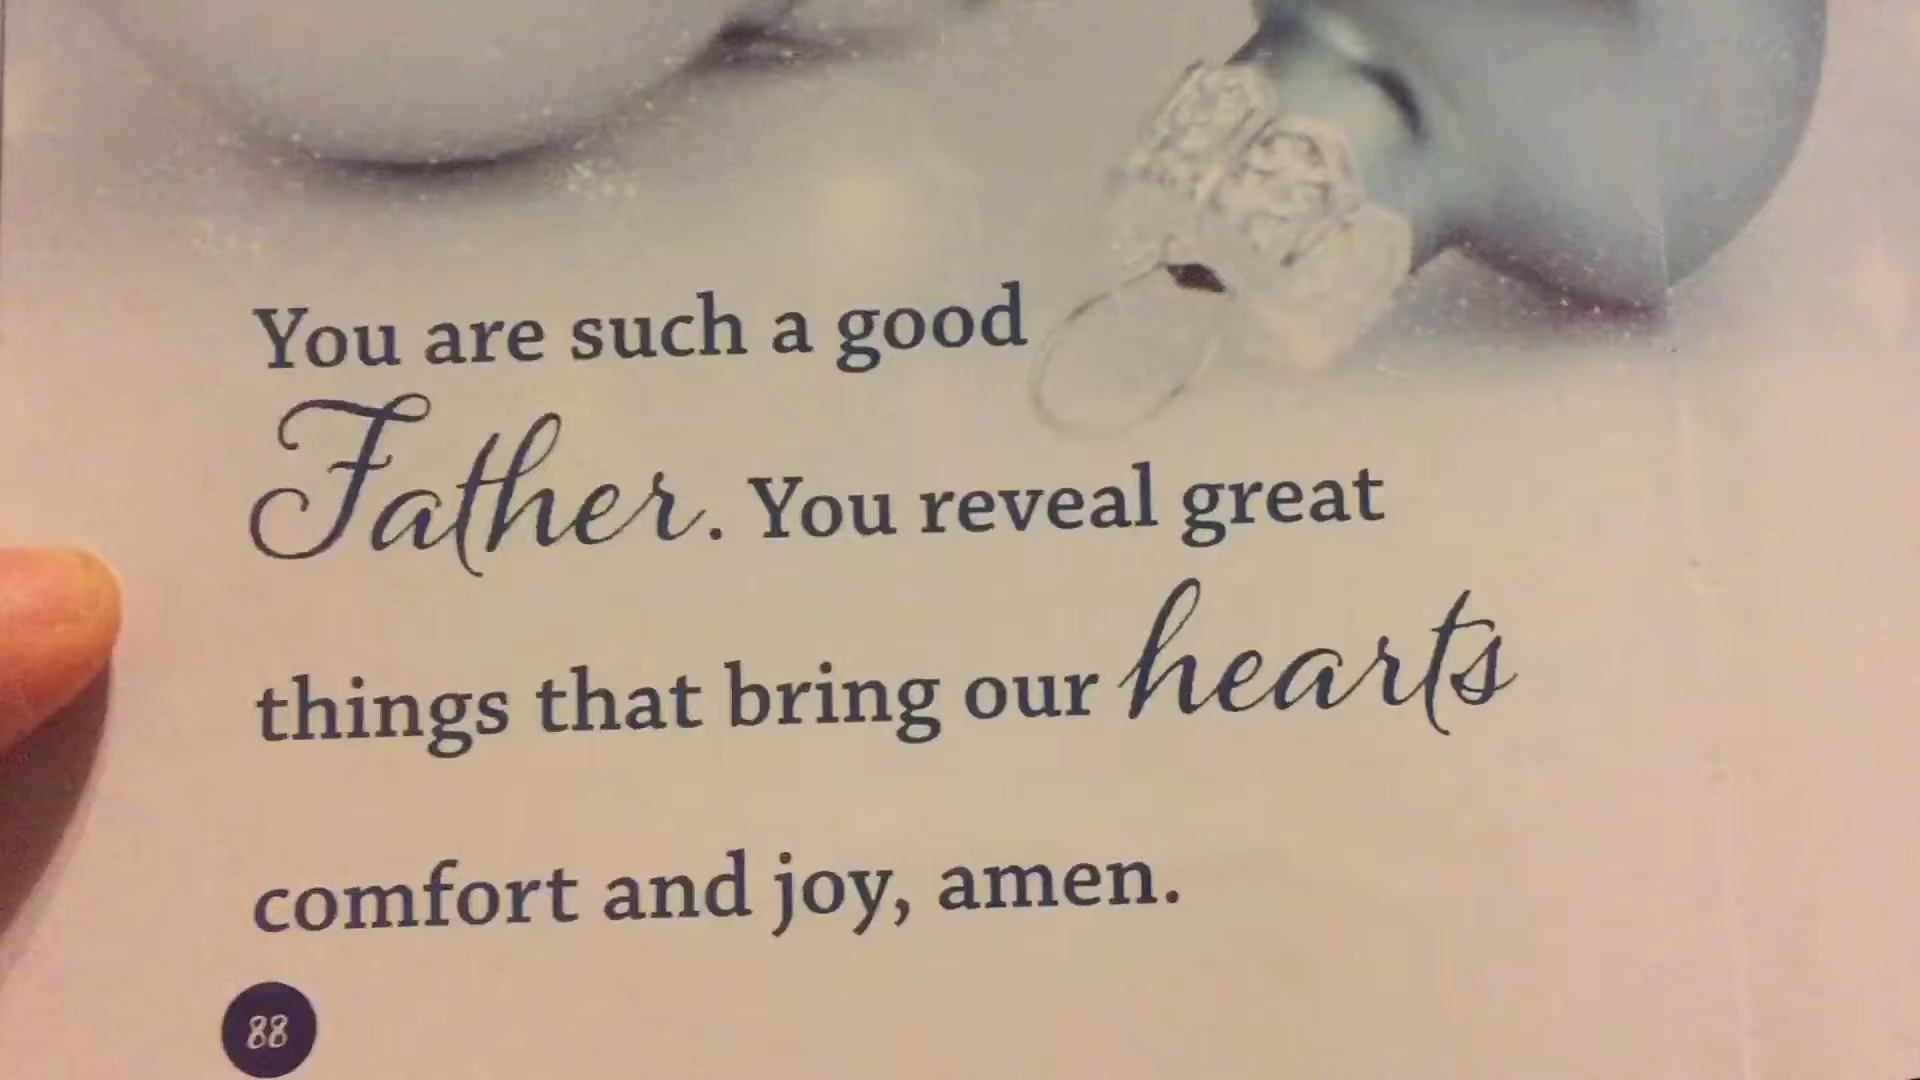 You are such a good
Father. You reveal great
things that bring our hearts
comfort and joy, amen.
88